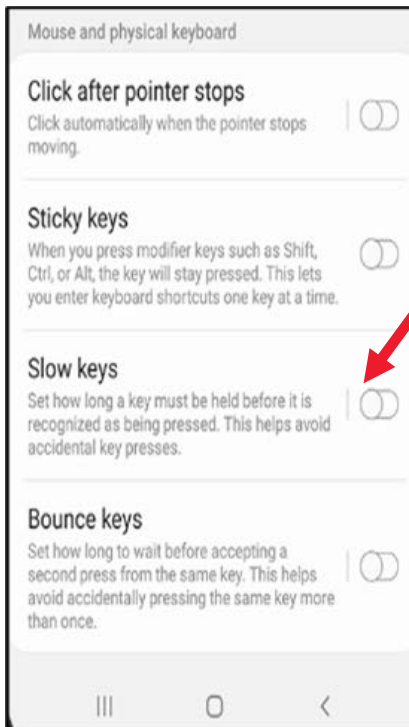 Mouse and physical keyboard
Click after pointer stops
Click automatically when the pointer stops
moving.
Sticky keys
When you press modifier keys such as Shift,
Ctrl, or Alt, the key will stay pressed. This lets
you enter keyboard shortcuts one key at a time.
Slow keys
Set how long a key must be held before it is
recognized as being pressed. This helps avoid
accidental key presses.
Bounce keys
Set how long to wait before accepting a
second press from the same key. This helps
avoid accidentally pressing the same key more
than once.